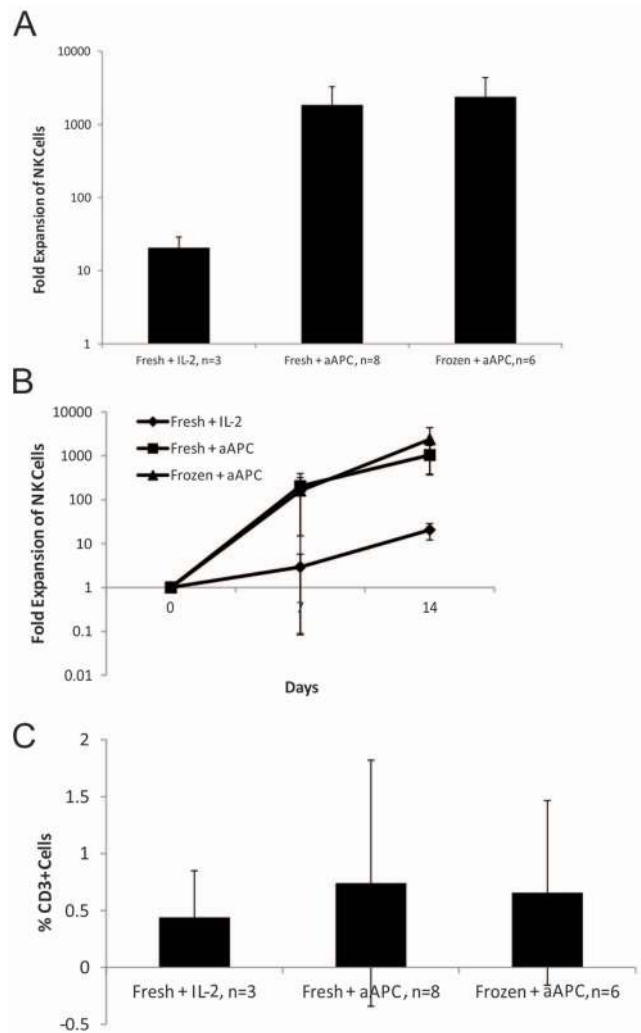 A
10000
1000
100
10
1
Fold Expansion of NK Cells
Fresh + IL-2, n=3
Fresh + aAPC, n=8
Frozen + aAPC, n=6
B
10000
1000
100
10
1
0.1
0.01
Fold Expansion of NK Cells
Fresh + IL-2
Fresh + aAPC
Frozen + aAPC
0
7
14
Days
C
2
1.5
1
0.5
0
-0.5
% CD3+Cells
Fresh + IL-2, n=3
Fresh + aAPC, n=8
Frozen + aAPC, n=6